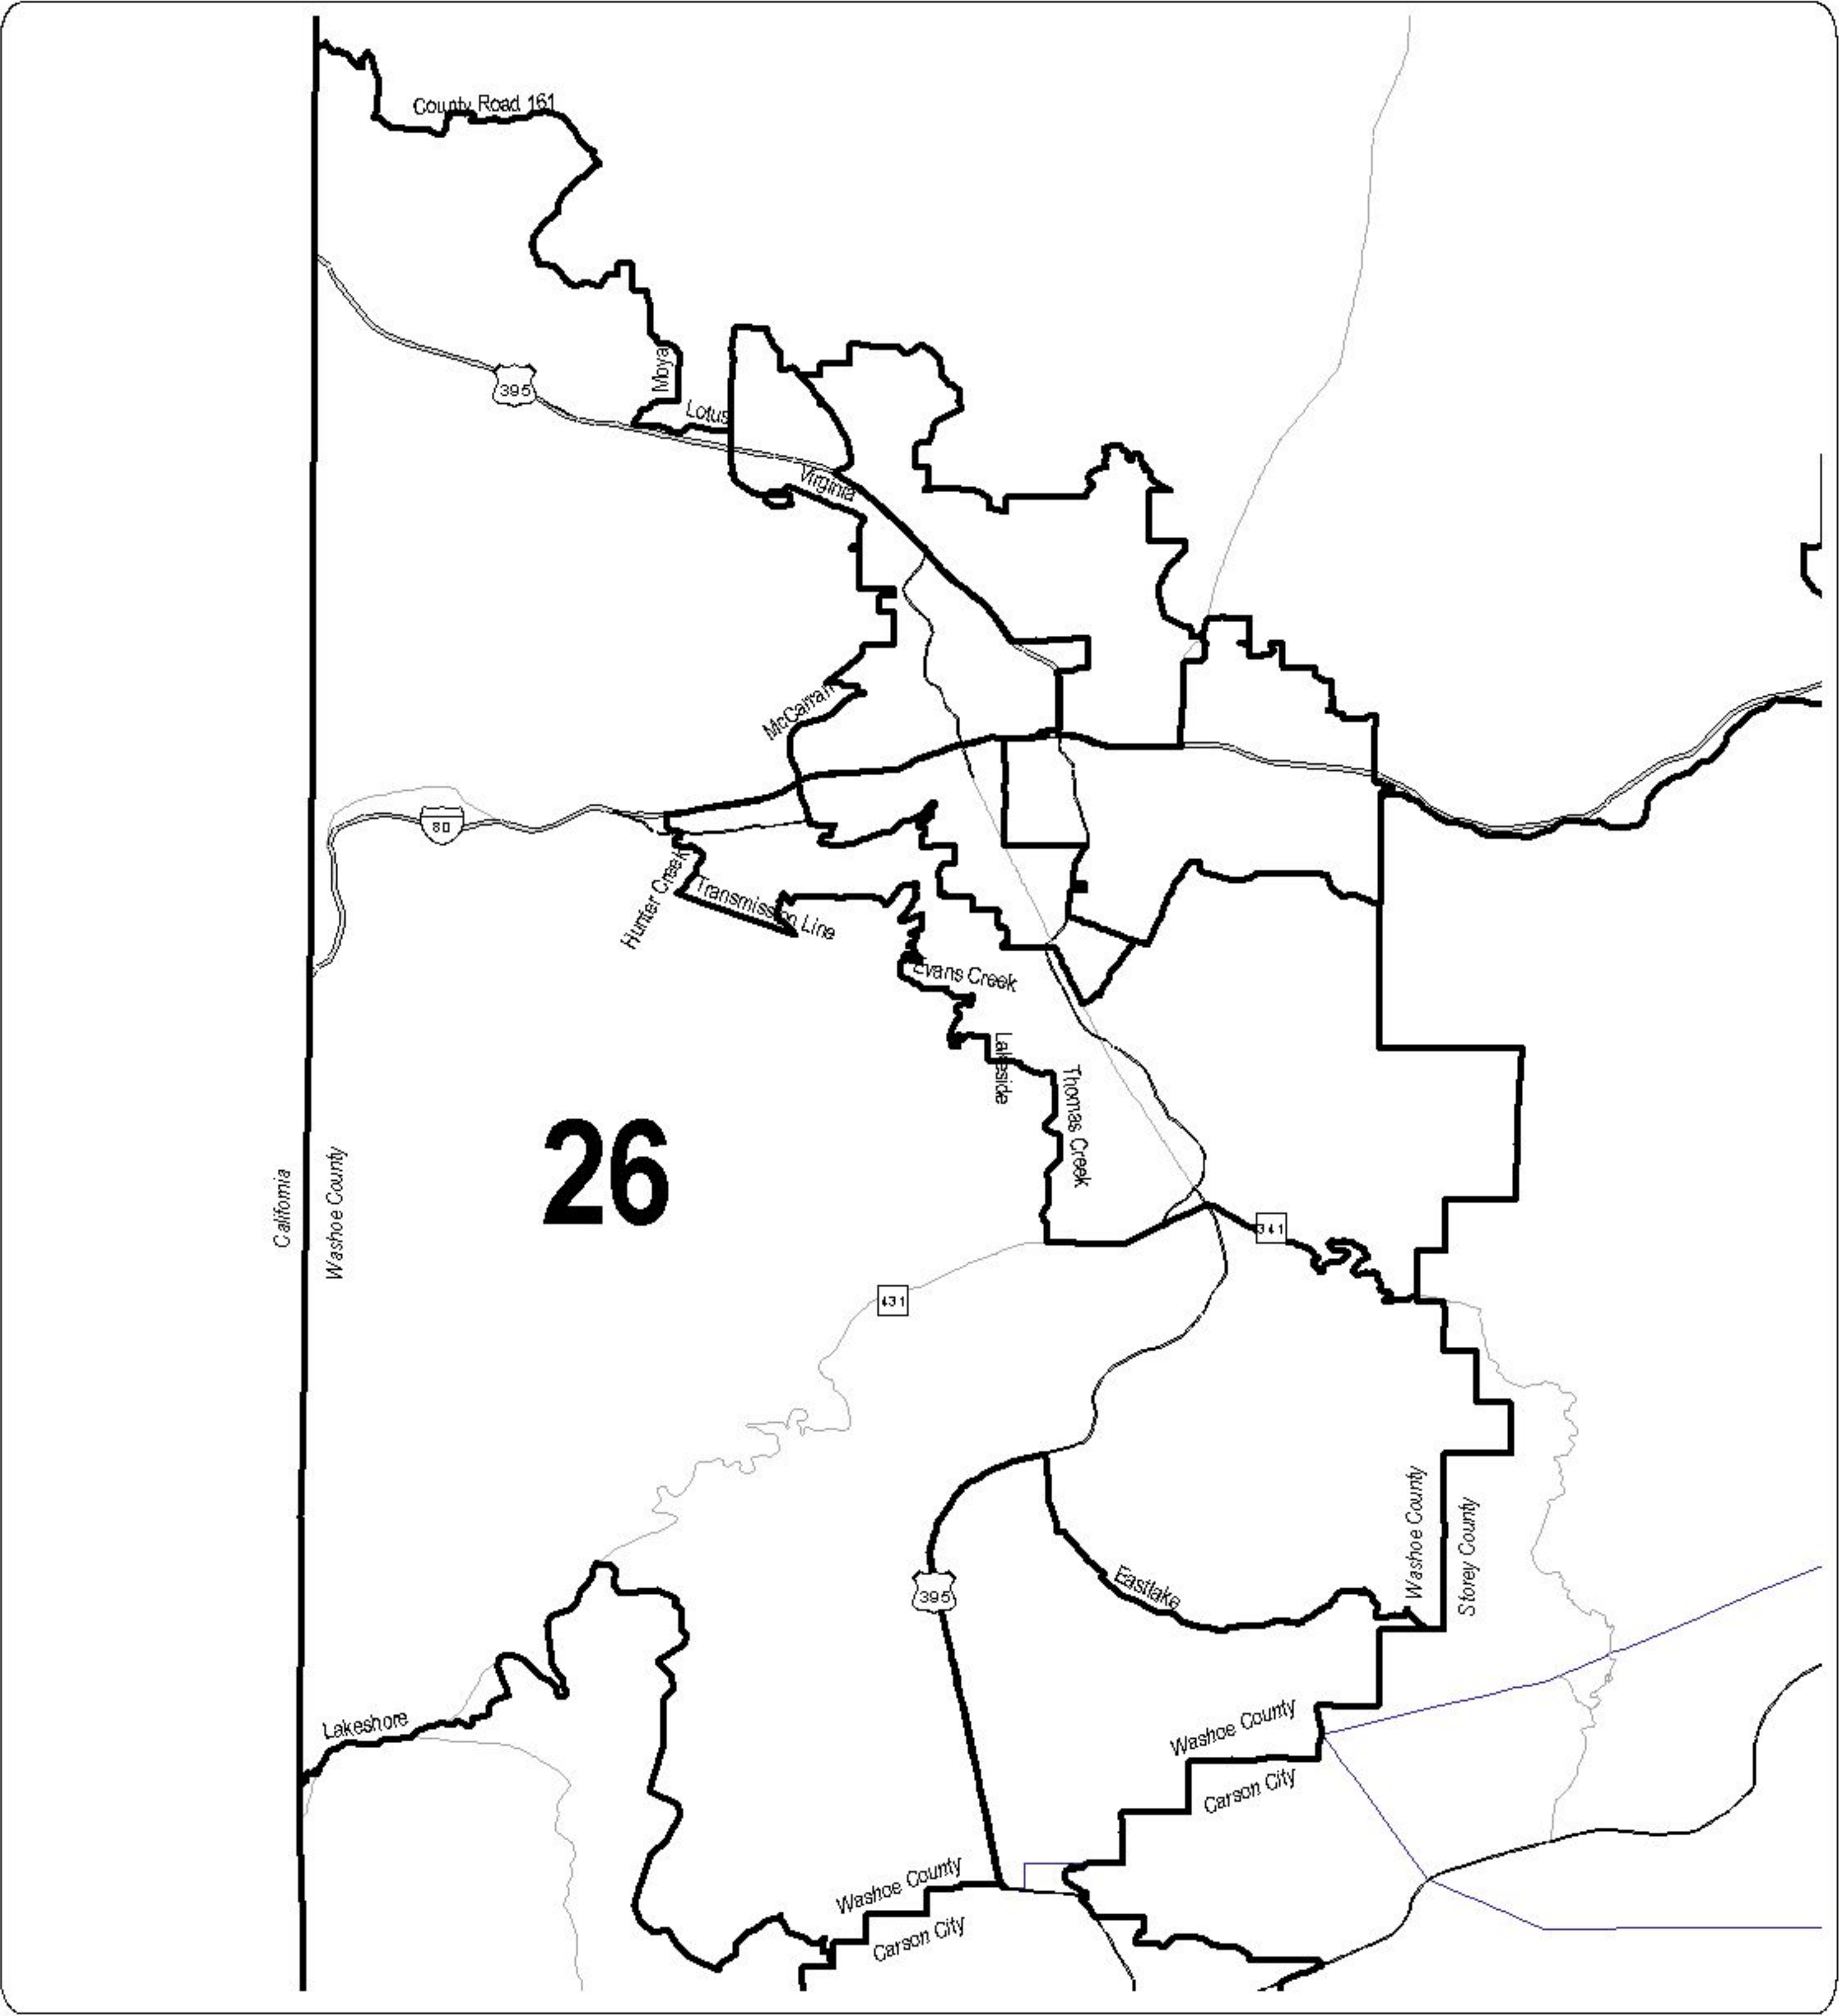 County Road 161
395
Moya
Lotus
Virginia
McCarran
80
Hunter Creek
Transmission Line
Evans Creek
Lakeside
Thomas Creek
26
California
Washoe County
341
431
395
Eastlake
Washoe County
Storey County
Lakeshore
Washoe County
Carson City
Washoe County
Carson City